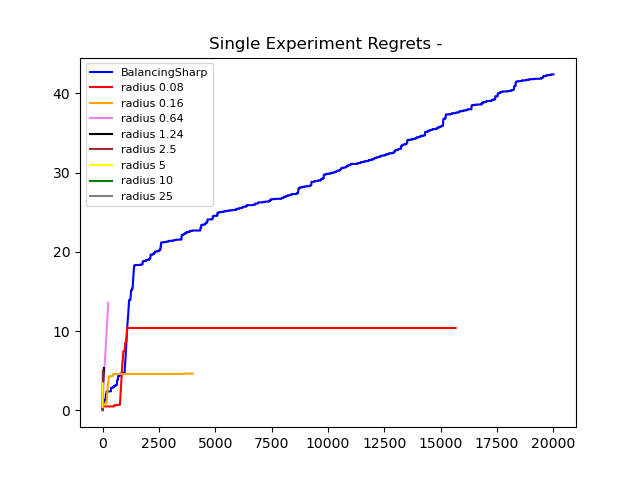 Single Experiment Regrets -
BalancingSharp
radius 0.08
radius 0.16
radius 0.64
radius 1.24
radius 2.5
radius 5
radius 10
radius 25
40
30
20
10
0
0 2500 5000 7500 10000 12500 15000 17500 20000